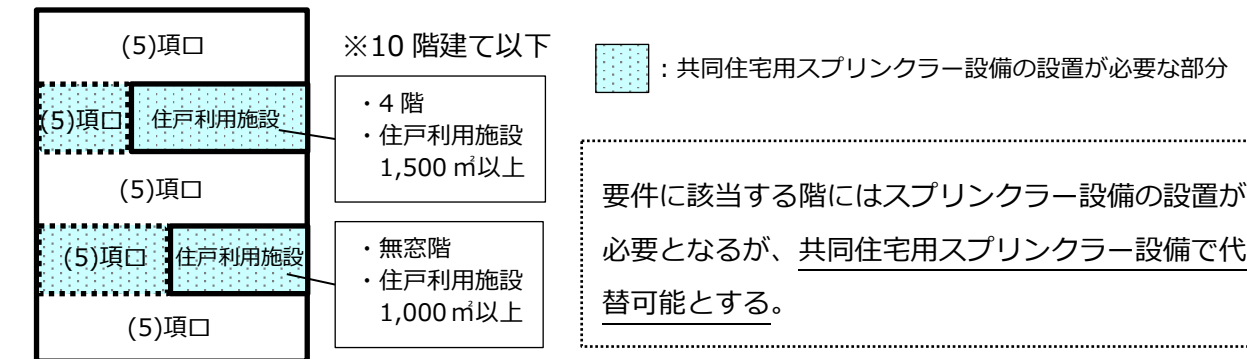 (5)項ロ
(5)項ロ
住戸利用施設
(5)項ロ
(5)項ロ
住戸利用施設
(5)項ロ
※10 階建て以下
・4 階
・住戸利用施設
1,500 ㎡以上
・無窓階
・住戸利用施設
1,000 ㎡以上
：共同住宅用スプリンクラー設備の設置が必要な部分
要件に該当する階にはスプリンクラー設備の設置が
必要となるが、共同住宅用スプリンクラー設備で代
替可能とする。